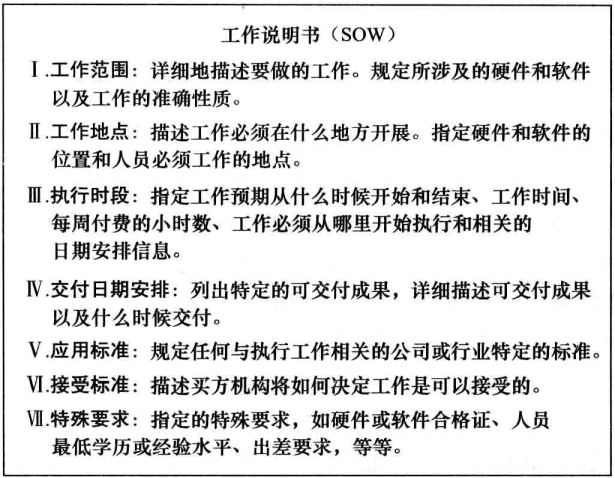 工作说明书（SOW）
Ⅰ.工作范围：详细地描述要做的工作。规定所涉及的硬件和软件
以及工作的准确性质。
Ⅱ.工作地点：描述工作必须在什么地方开展。指定硬件和软件的
位置和人员必须工作的地点。
Ⅲ.执行时段：指定工作预期从什么时候开始和结束、工作时间、
每周付费的小时数、工作必须从哪里开始执行和相关的
日期安排信息。
Ⅳ.交付日期安排：列出特定的可交付成果，详细描述可交付成果
以及什么时候交付。
Ⅴ.应用标准：规定任何与执行工作相关的公司或行业特定的标准。
Ⅵ.接受标准：描述买方机构将如何决定工作是可以接受的。
Ⅶ.特殊要求：指定的特殊要求，如硬件或软件合格证、人员
最低学历或经验水平、出差要求，等等。